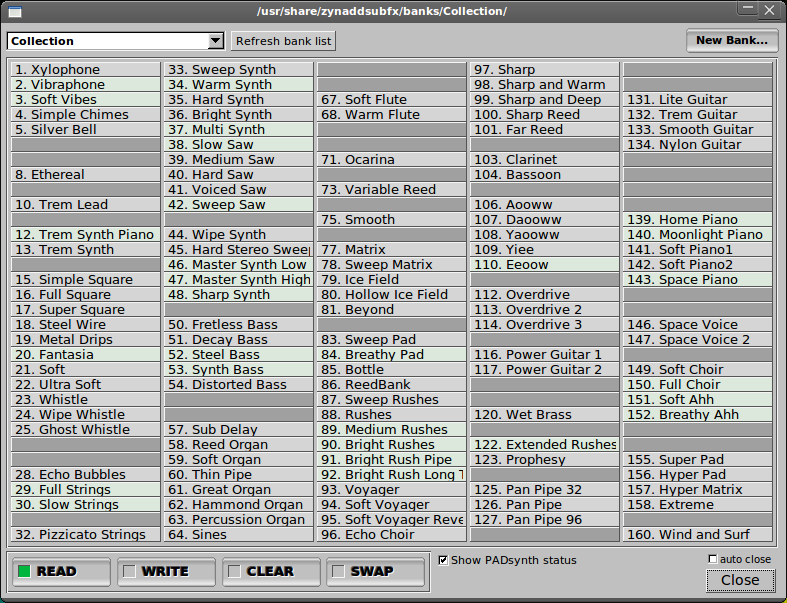 /usr/share/zynaddsubfx/banks/Collection/
Collection
Refresh bank list
New Bank...
1. Xylophone
2. Vibraphone
3. Soft Vibes
4. Simple Chimes
5. Silver Bell
8. Ethereal
10. Trem Lead
12. Trem Synth Piano
13. Trem Synth
15. Simple Square
16. Full Square
17. Super Square
18. Steel Wire
19. Metal Drips
20. Fantasia
21. Soft
22. Ultra Soft
23. Whistle
24. Wipe Whistle
25. Ghost Whistle
28. Echo Bubbles
29. Full Strings
30. Slow Strings
32. Pizzicato Strings
33. Sweep Synth
34. Warm Synth
35. Hard Synth
36. Bright Synth
37. Multi Synth
38. Slow Saw
39. Medium Saw
40. Hard Saw
41. Voiced Saw
42. Sweep Saw
44. Wipe Synth
45. Hard Stereo Sweep
46. Master Synth Low
47. Master Synth High
48. Sharp Synth
50. Fretless Bass
51. Decay Bass
52. Steel Bass
53. Synth Bass
54. Distorted Bass
57. Sub Delay
58. Reed Organ
59. Soft Organ
60. Thin Pipe
61. Great Organ
62. Hammond Organ
63. Percussion Organ
64. Sines
67. Soft Flute
68. Warm Flute
71. Ocarina
73. Variable Reed
75. Smooth
77. Matrix
78. Sweep Matrix
79. Ice Field
80. Hollow Ice Field
81. Beyond
83. Sweep Pad
84. Breathy Pad
85. Bottle
86. ReedBank
87. Sweep Rushes
88. Rushes
89. Medium Rushes
90. Bright Rushes
91. Bright Rush Pipe
92. Bright Rush Long T
93. Voyager
94. Soft Voyager
95. Soft Voyager Reve
96. Echo Choir
97. Sharp
98. Sharp and Warm
99. Sharp and Deep
100. Sharp Reed
101. Far Reed
103. Clarinet
104. Bassoon
106. Aooww
107. Daooww
108. Yaooww
109. Yiee
110. Eeoow
112. Overdrive
113. Overdrive 2
114. Overdrive 3
116. Power Guitar 1
117. Power Guitar 2
120. Wet Brass
122. Extended Rushes
123. Prophesy
125. Pan Pipe 32
126. Pan Pipe
127. Pan Pipe 96
131. Lite Guitar
132. Trem Guitar
133. Smooth Guitar
134. Nylon Guitar
139. Home Piano
140. Moonlight Piano
141. Soft Piano1
142. Soft Piano2
143. Space Piano
146. Space Voice
147. Space Voice 2
149. Soft Choir
150. Full Choir
151. Soft Ahh
152. Breathy Ahh
155. Super Pad
156. Hyper Pad
157. Hyper Matrix
158. Extreme
160. Wind and Surf
READ
WRITE
CLEAR
SWAP
Show PADsynth status
auto close
Close